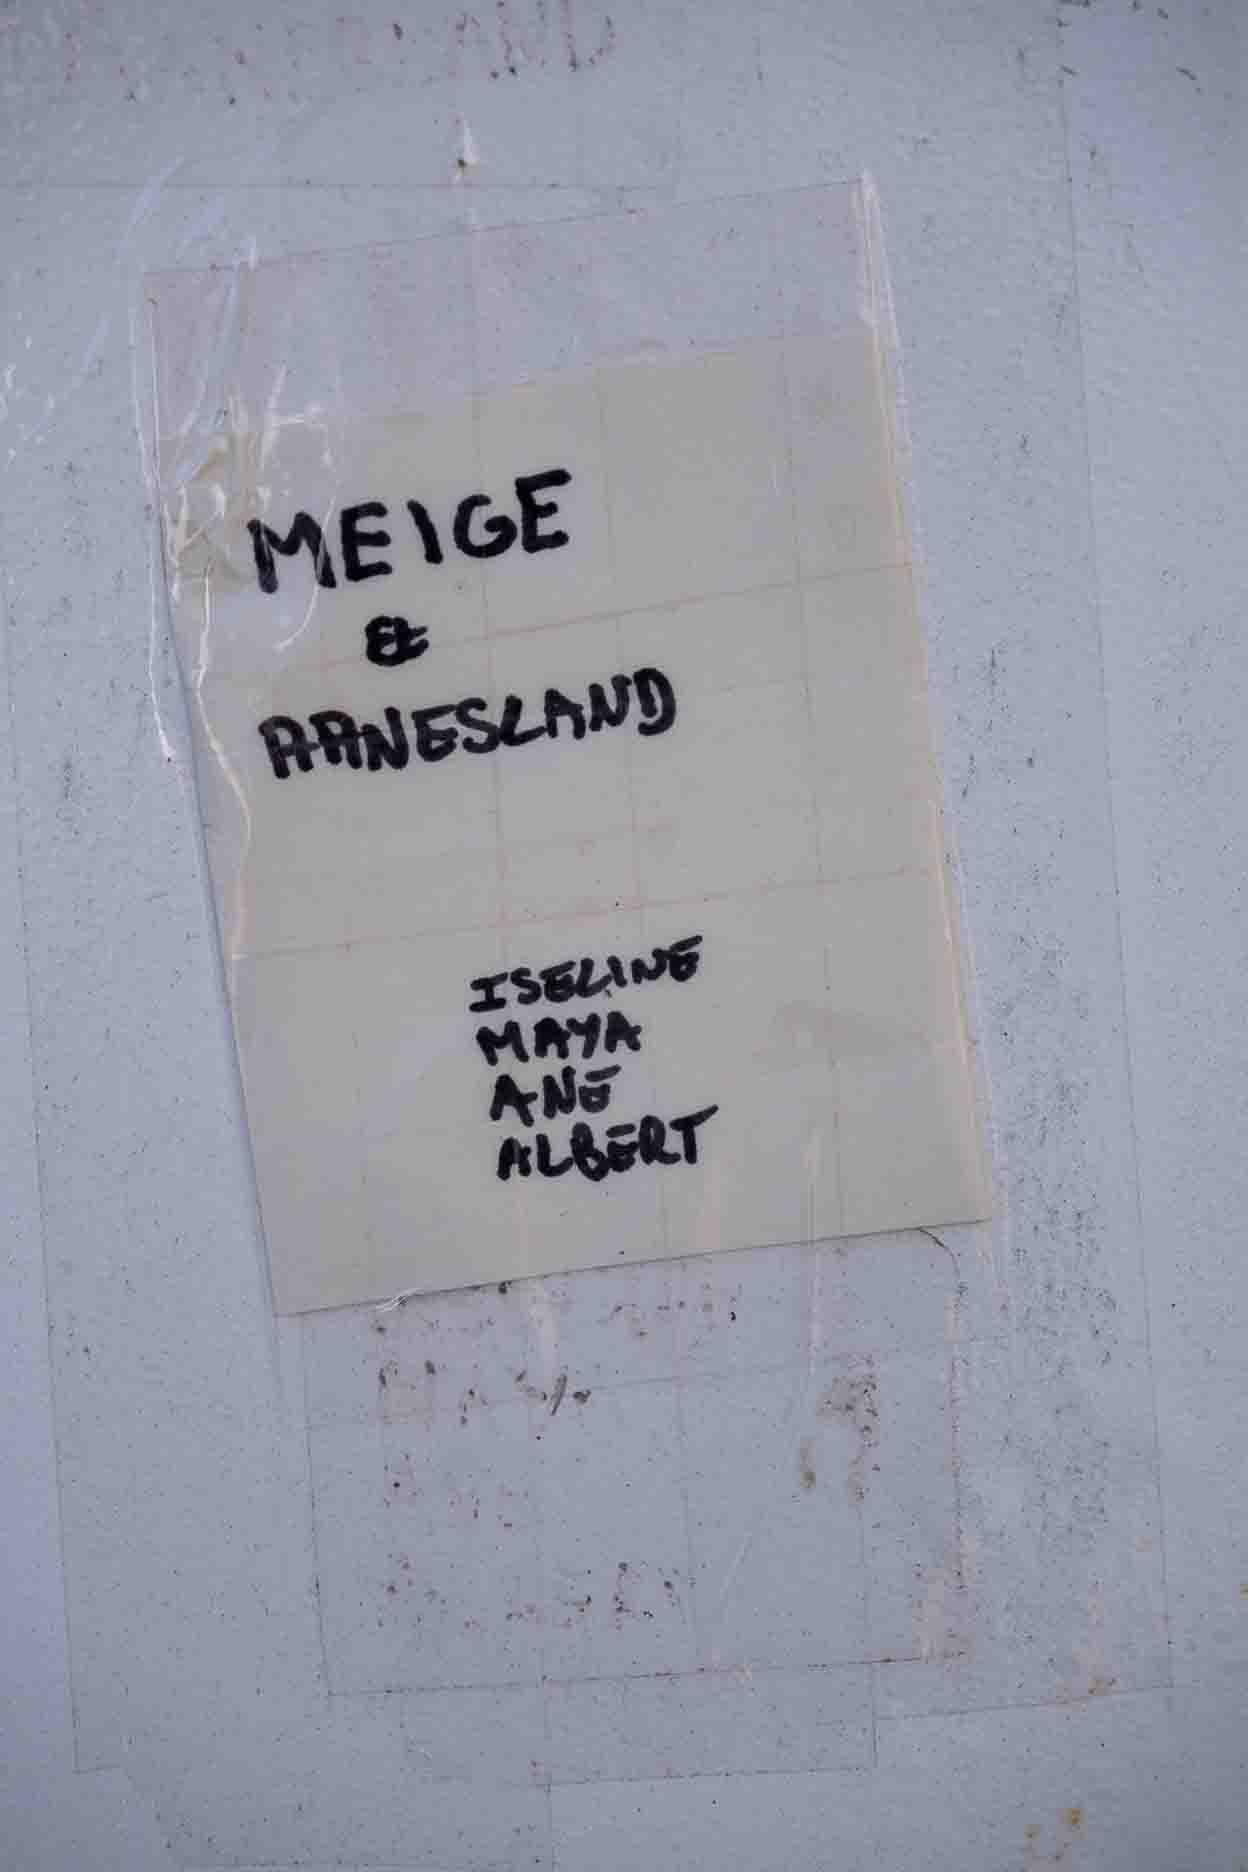 MEIGE
&
AANESLAND
ISELINE
MAYA
ANE
ALBERT